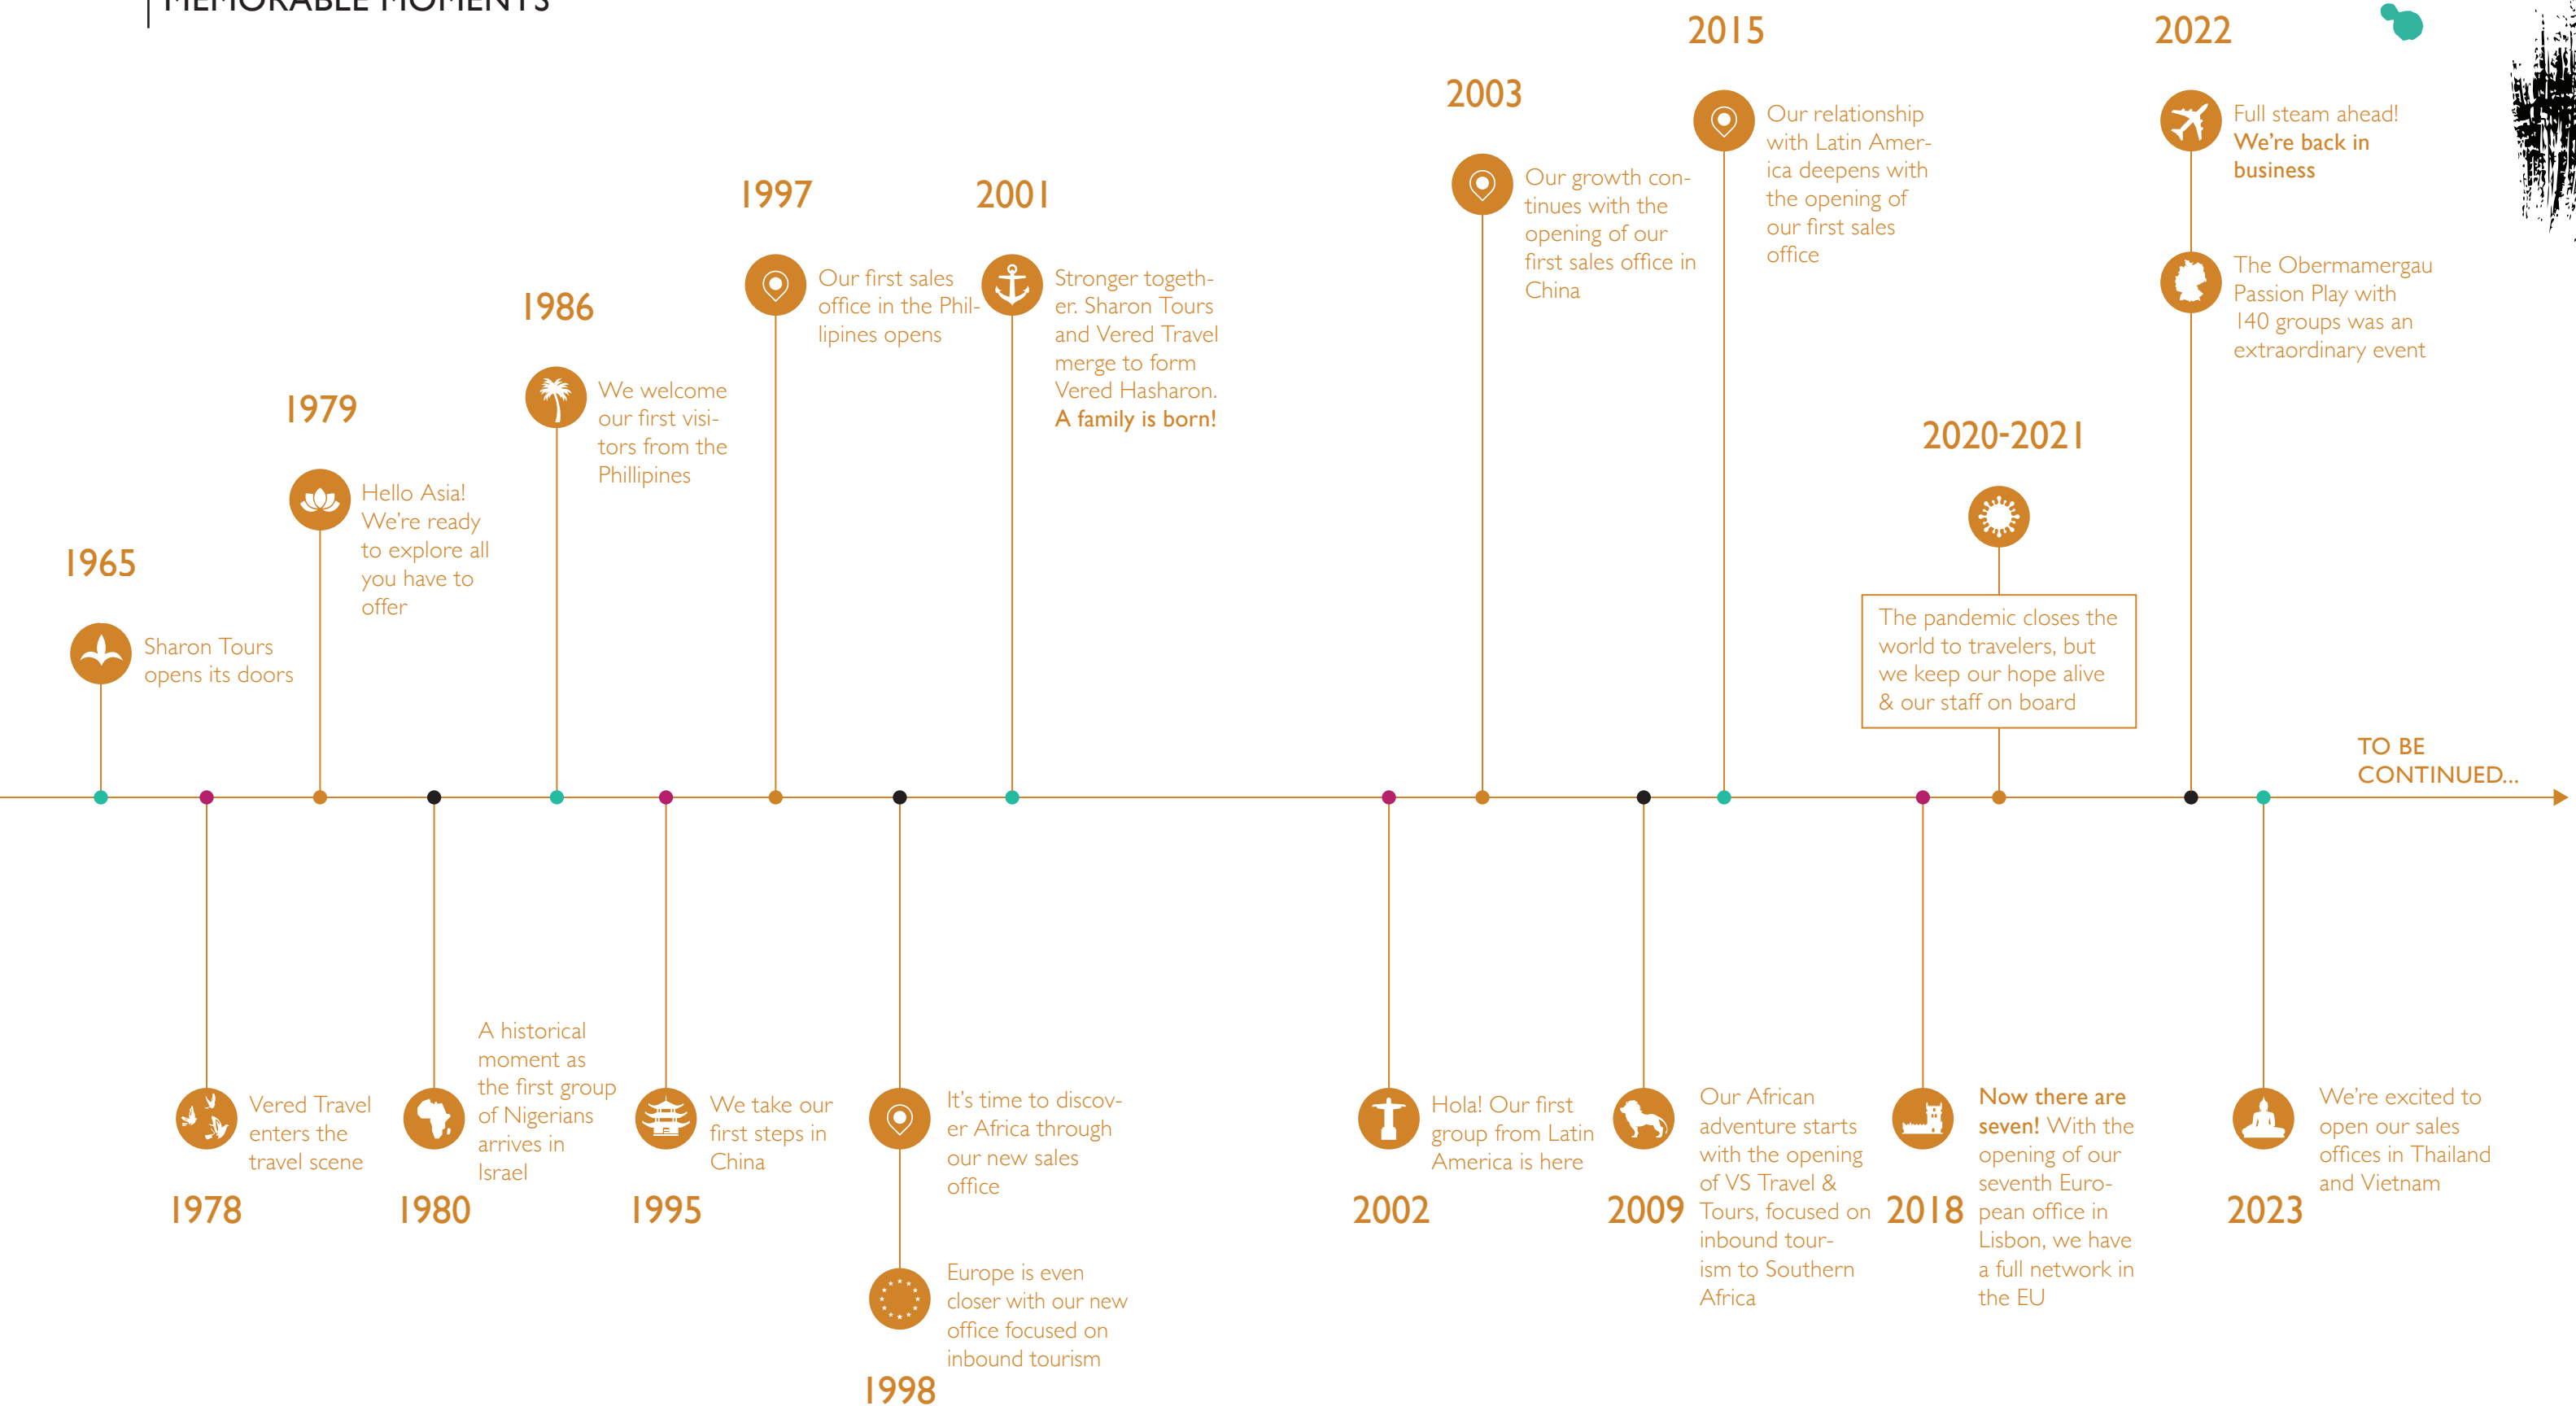 MEMORABLE MOMENTS
1965
Sharon Tours
opens its doors
1978
Vered Travel
enters the
travel scene
1979
Hello Asia!
We're ready
to explore all
you have to
offer
1980
A historical
moment as
the first group
of Nigerians
arrives in
Israel
1986
We welcome
our first visi-
tors from the
Phillipines
1995
We take our
first steps in
China
1997
Our first sales
office in the Phil-
lipines opens
1998
It's time to discov-
er Africa through
our new sales
office
Europe is even
closer with our new
office focused on
inbound tourism
2001
Stronger togeth-
er. Sharon Tours
and Vered Travel
merge to form
Vered Hasharon.
A family is born!
2002
Hola! Our first
group from Latin
America is here
2003
Our growth con-
tinues with the
opening of our
first sales office in
China
2009
Our African
adventure starts
with the opening
of VS Travel &
Tours, focused on
inbound tour-
ism to Southern
Africa
2015
Our relationship
with Latin Amer-
ica deepens with
the opening of
our first sales
office
2018
Now there are
seven! With the
opening of our
seventh Euro-
pean office in
Lisbon, we have
a full network in
the EU
2020-2021
The pandemic closes the
world to travelers, but
we keep our hope alive
& our staff on board
2022
Full steam ahead!
We're back in
business
The Obermamergau
Passion Play with
140 groups was an
extraordinary event
2023
We're excited to
open our sales
offices in Thailand
and Vietnam
TO BE
CONTINUED...